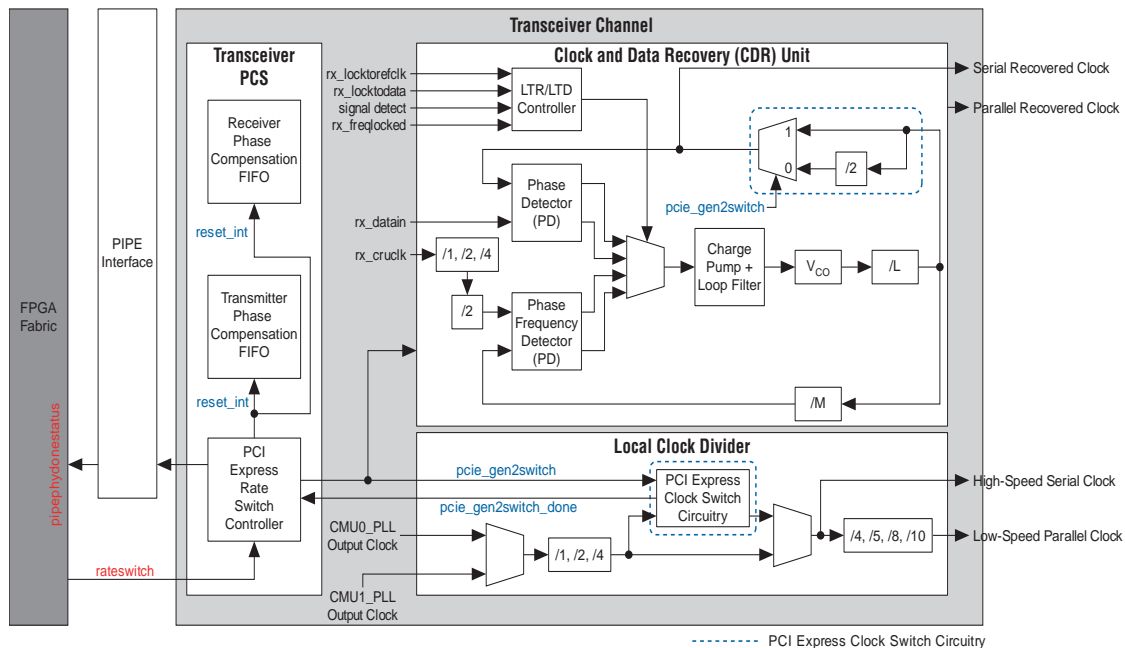 Transceiver Channel
Transceiver
PCS
Clock and Data Recovery (CDR) Unit
rx_locktorefclk
rx_locktodata
signal detect
rx_freqlocked
LTR/LTD
Controller
Serial Recovered Clock
Parallel Recovered Clock
Receiver
Phase
Compensation
FIFO
1
0
/2
pcie_gen2switch
reset_int
Phase
Detector
(PD)
rx_datain
PIPE
Interface
rx_cruclk
/1, /2, /4
Charge
Pump +
Loop Filter
VCO
/L
FPGA
Fabric
Transmitter
Phase
Compensation
FIFO
/2
Phase
Frequency
Detector
(PD)
reset_int
/M
pipephydonestatus
PCI
Express
Rate
Switch
Controller
Local Clock Divider
pcie_gen2switch
PCI Express
Clock Switch
Circuitry
High-Speed Serial Clock
pcie_gen2switch_done
CMU0_PLL
Output Clock
/1, /2, /4
/4, /5, /8, /10
Low-Speed Parallel Clock
rateswitch
CMU1_PLL
Output Clock
PCI Express Clock Switch Circuitry